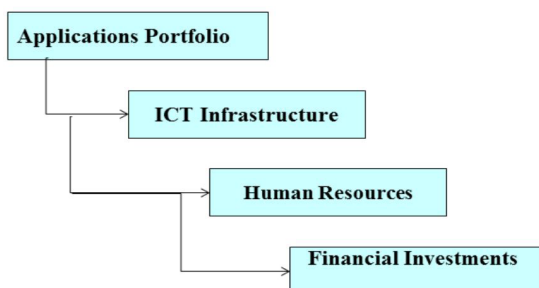 Applications Portfolio
ICT Infrastructure
Human Resources
Financial Investments